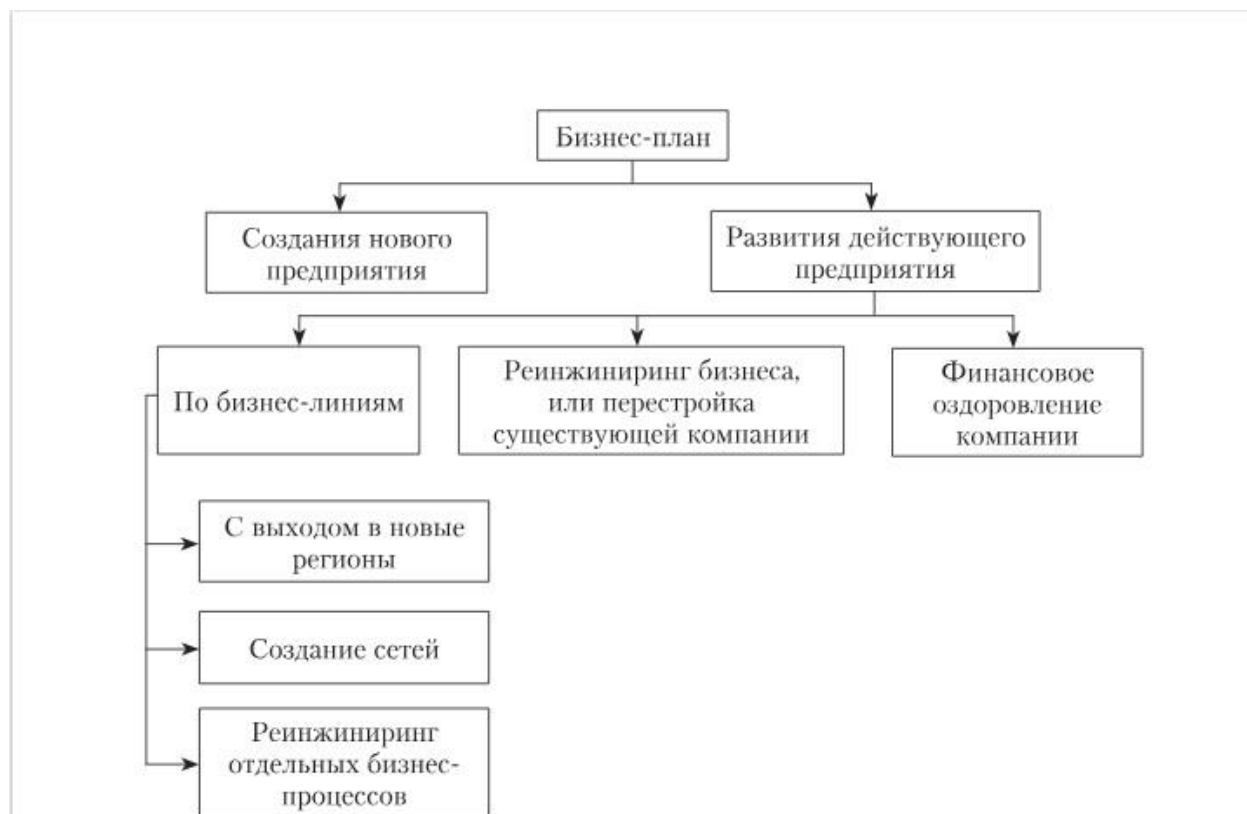 Бизнес-план
Создания нового
предприятия
Развития действующего
предприятия
По бизнес-линиям
Реинжиниринг бизнеса,
или перестройка
существующей компании
Финансовое
оздоровление
компании
С выходом в новые
регионы
Создание сетей
Реинжиниринг
отдельных бизнес-
процессов